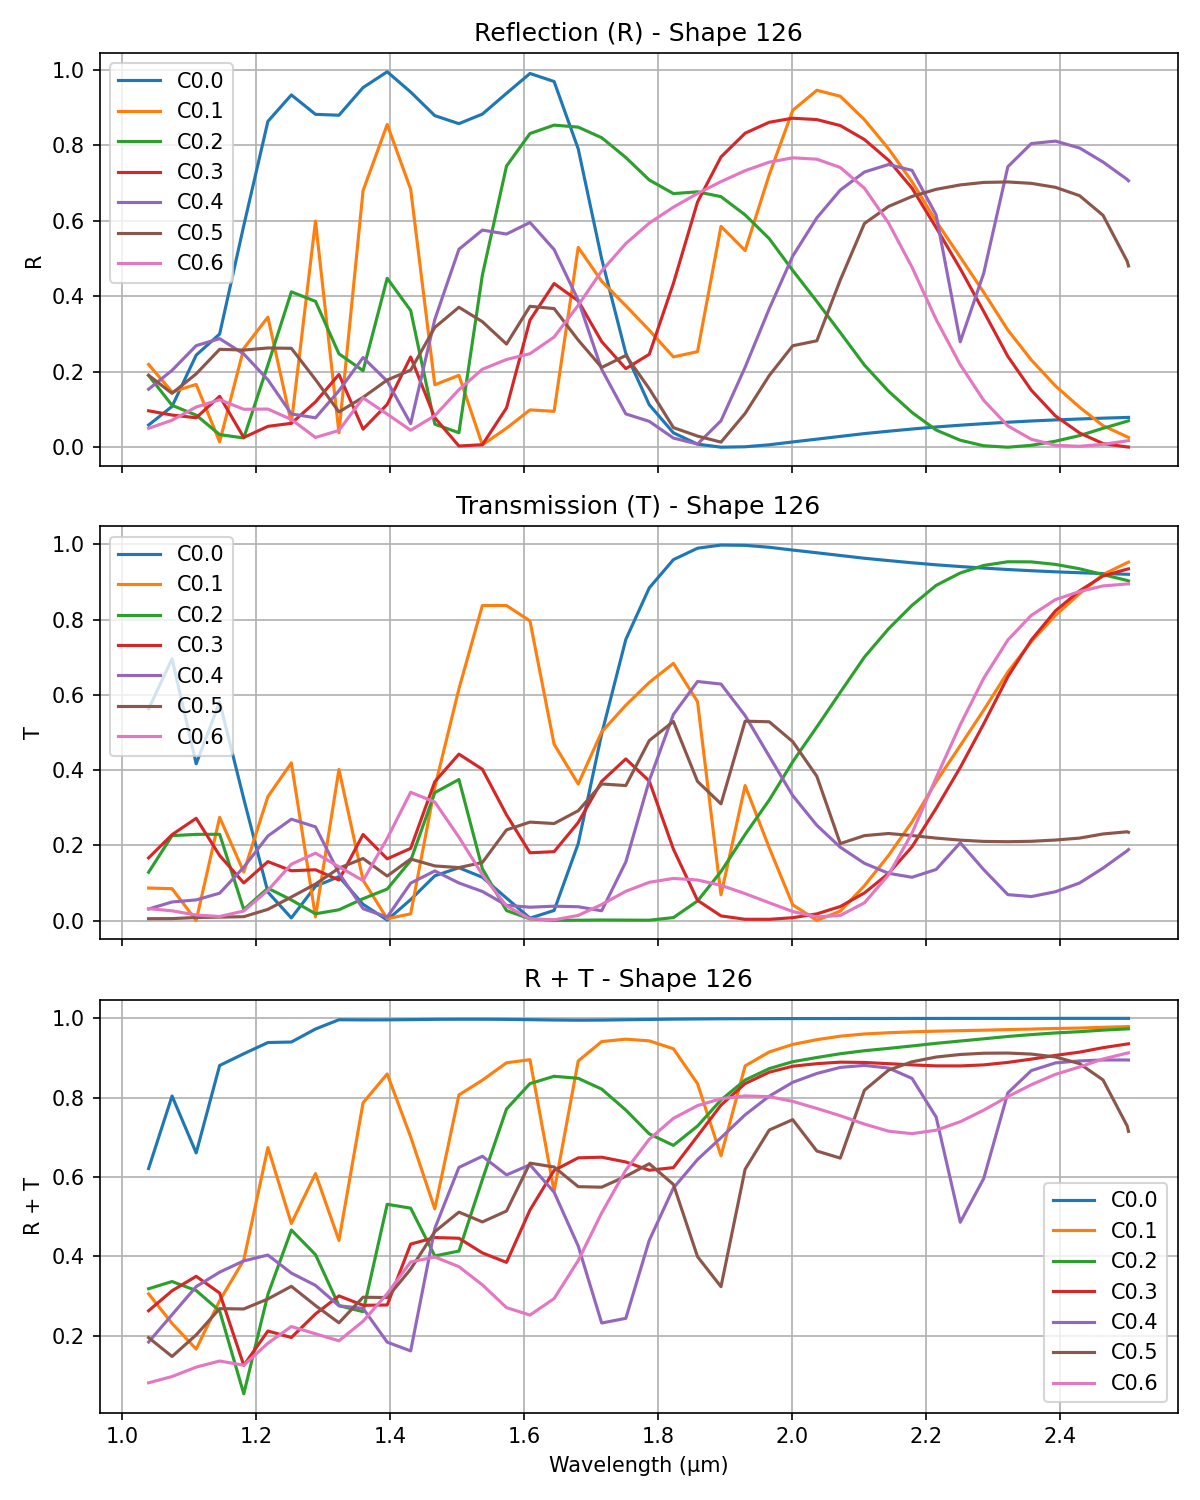 Reflection (R) - Shape 126
1.0
0.8
0.6
0.4
0.2
0.0
R
C0.0
C0.1
C0.2
C0.3
C0.4
C0.5
C0.6
Transmission (T) - Shape 126
1.0
0.8
0.6
0.4
0.2
0.0
T
C0.0
C0.1
C0.2
C0.3
C0.4
C0.5
C0.6
R + T - Shape 126
1.0
0.8
0.6
0.4
0.2
R + T
C0.0
C0.1
C0.2
C0.3
C0.4
C0.5
C0.6
1.0 1.2 1.4 1.6 1.8 2.0 2.2 2.4
Wavelength (μm)